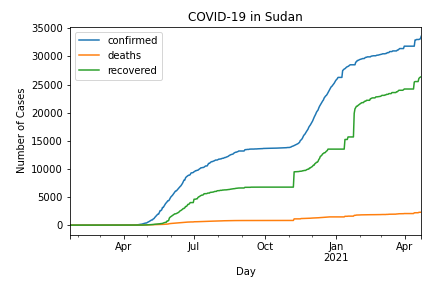 COVID-19 in Sudan
confirmed
deaths
recovered
Number of Cases
35000
30000
25000
20000
15000
10000
5000
0
Apr
Jul
Oct
Jan
2021
Apr
Day